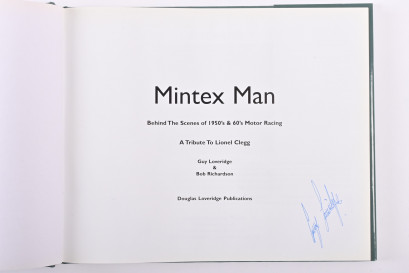 Mintex Man
Behind The Scenes of 1950's & 60's Motor Racing
A Tribute To Lionel Clegg
Guy Loveridge
&
Bob Richardson
Douglas Loveridge Publications